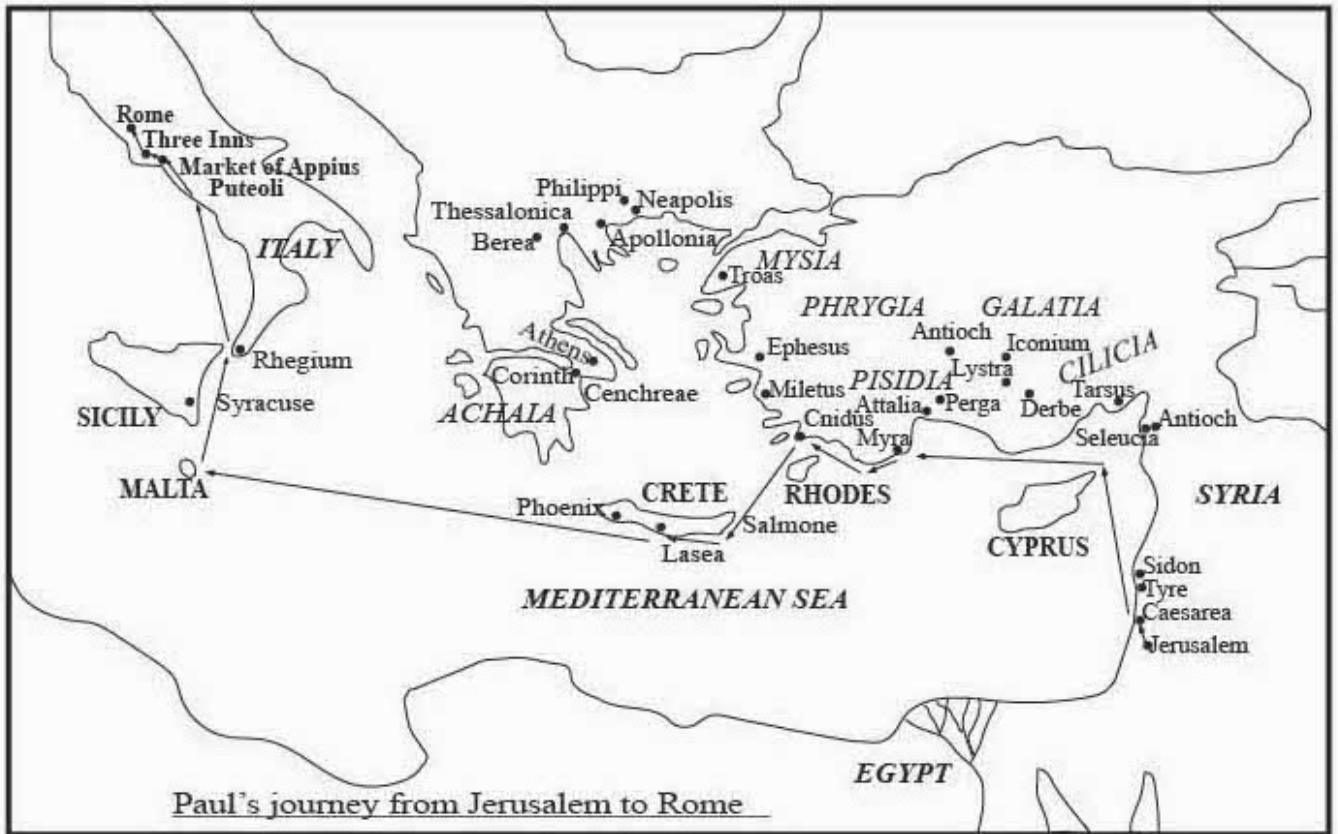 Rome
Three Inns
Market of Appius
Puteoli
ITALY
Philippi
Neapolis
Thessalonica
Berea
Apollonia
MYSIA
Troas
PHRYGIA
GALATIA
Antioch
Iconium
Lystra
CILICIA
Athens
Ephesus
Rhegium
Corinth
Cenchreae
PISIDIA
Tarsus
Miletus
Attalia
Perga
Derbe
SICILY
Syracuse
ACHAIA
Cnidus
Myra
Seleucia
Antioch
MALTA
CRETE
RHODES
SYRIA
Phoenix
Salmone
Lasea
CYPRUS
Sidon
Tyre
Caesarea
Jerusalem
MEDITERRANEAN SEA
EGYPT
Paul's journey from Jerusalem to Rome